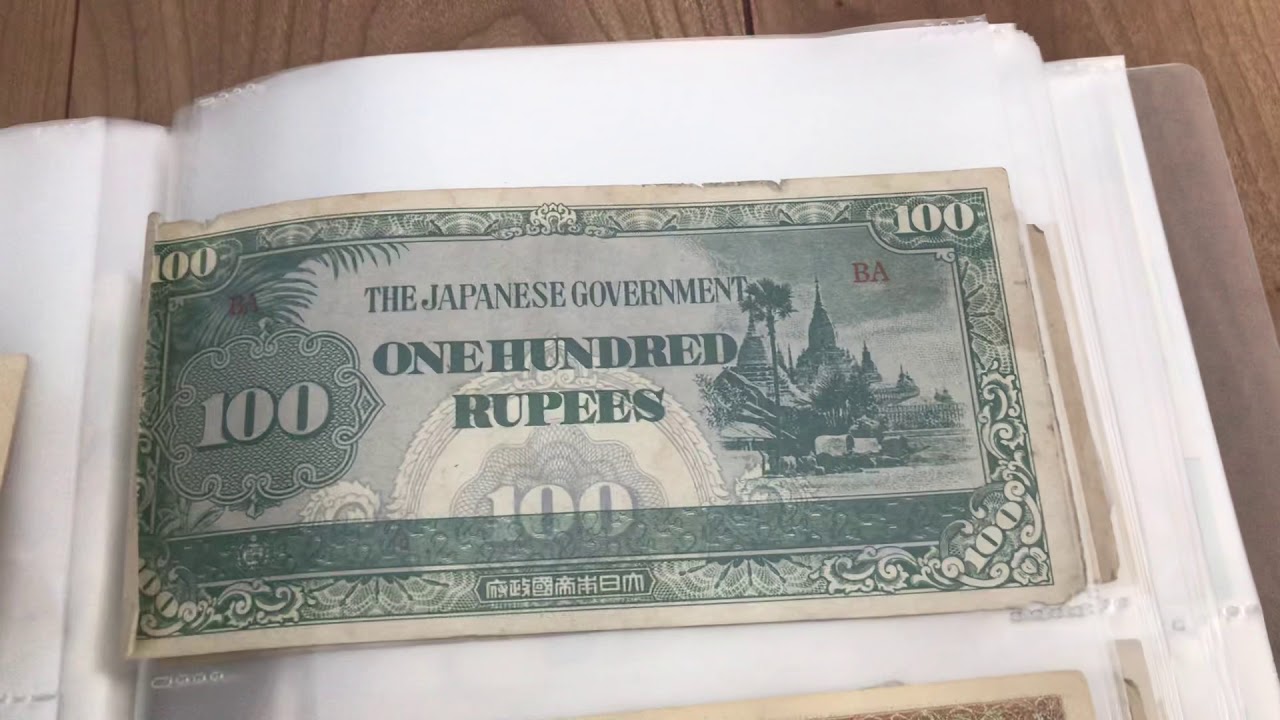 100
100
BA
BA
THE JAPANESE GOVERNMENT
ONE HUNDRED
RUPEES
100
100
100
府政國帝本日大